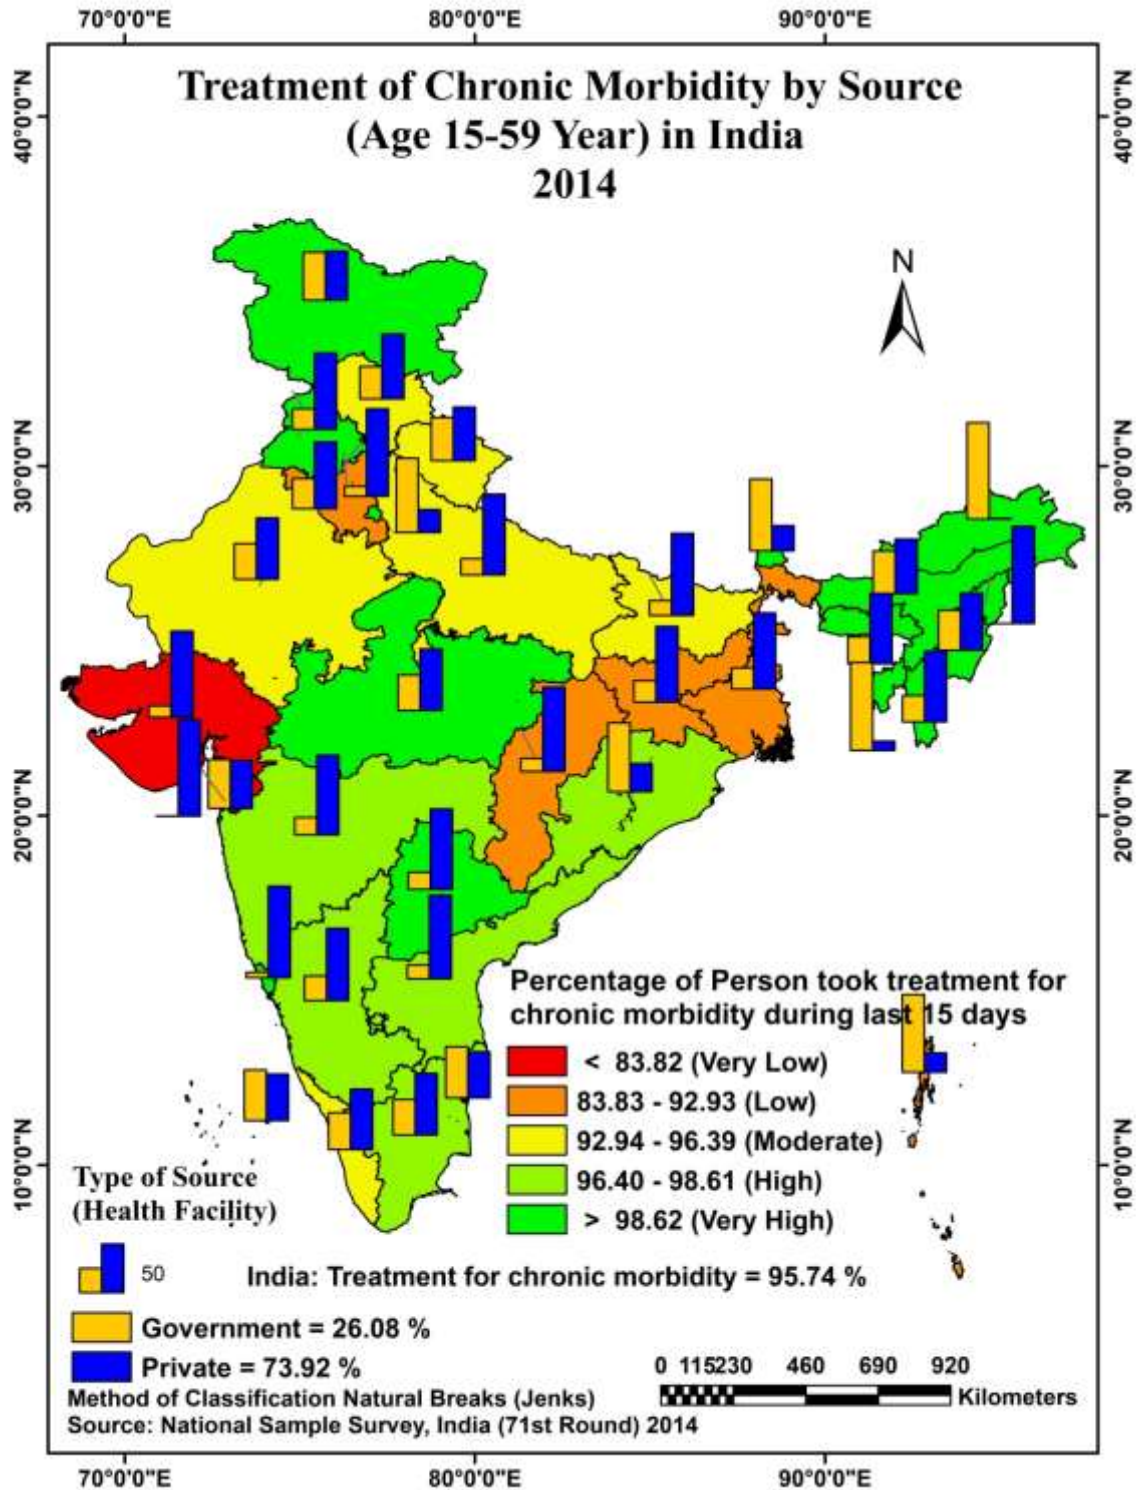 70°0'0"E 80°0'0"E 90°0'0"E
Treatment of Chronic Morbidity by Source
(Age 15-59 Year) in India
2014
40°0'0"N 40°0'0"N
N
30°0'0"N 30°0'0"N
20°0'0"N 20°0'0"N
Percentage of Person took treatment for
chronic morbidity during last 15 days
< 83.82 (Very Low)
83.83 - 92.93 (Low)
92.94 - 96.39 (Moderate)
96.40 - 98.61 (High)
> 98.62 (Very High)
10°0'0"N 10°0'0"N
Type of Source
(Health Facility)
50
India: Treatment for chronic morbidity = 95.74 %
Government = 26.08 %
Private = 73.92 %
0 115230 460 690 920
Kilometers
Method of Classification Natural Breaks (Jenks)
Source: National Sample Survey, India (71st Round) 2014
70°0'0"E 80°0'0"E 90°0'0"E